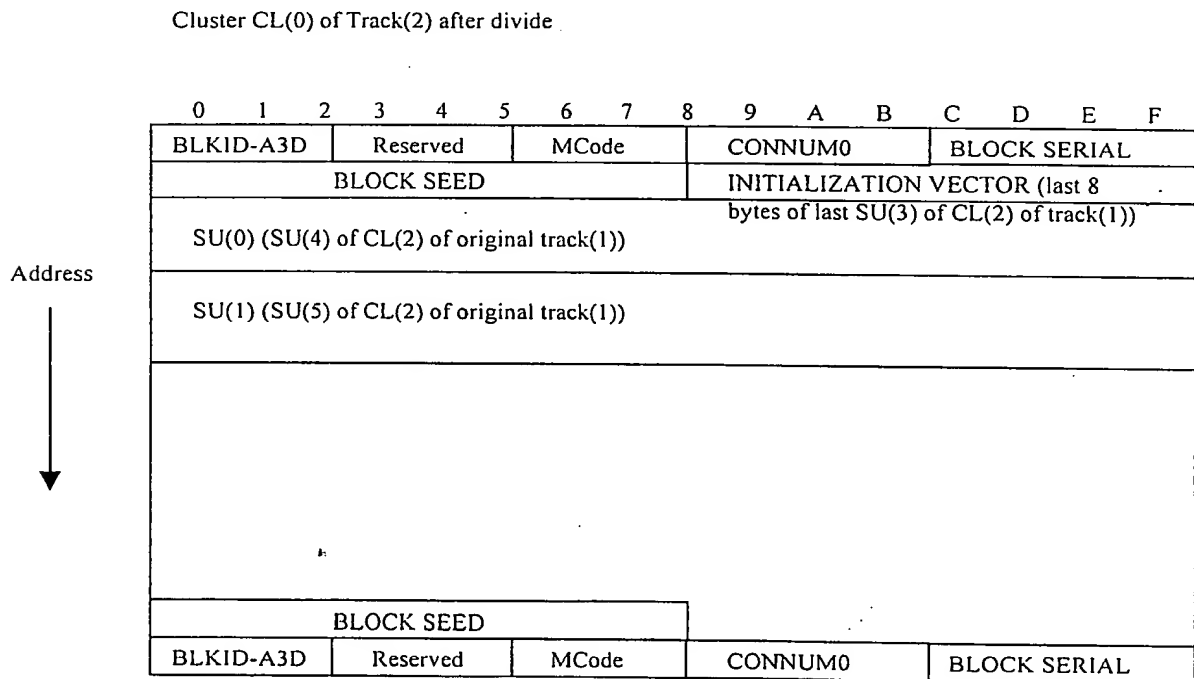 Cluster CL(0) of Track(2) after divide
0 1 2 3 4 5 6 7 8 9 A B C D E F
BLKID-A3D Reserved MCode CONNUM0 BLOCK SERIAL
BLOCK SEED INITIALIZATION VECTOR (last 8
bytes of last SU(3) of CL(2) of track(1))
SU(0) (SU(4) of CL(2) of original track(1))
Address
SU(1) (SU(5) of CL(2) of original track(1))
BLOCK SEED
BLKID-A3D Reserved MCode CONNUM0 BLOCK SERIAL